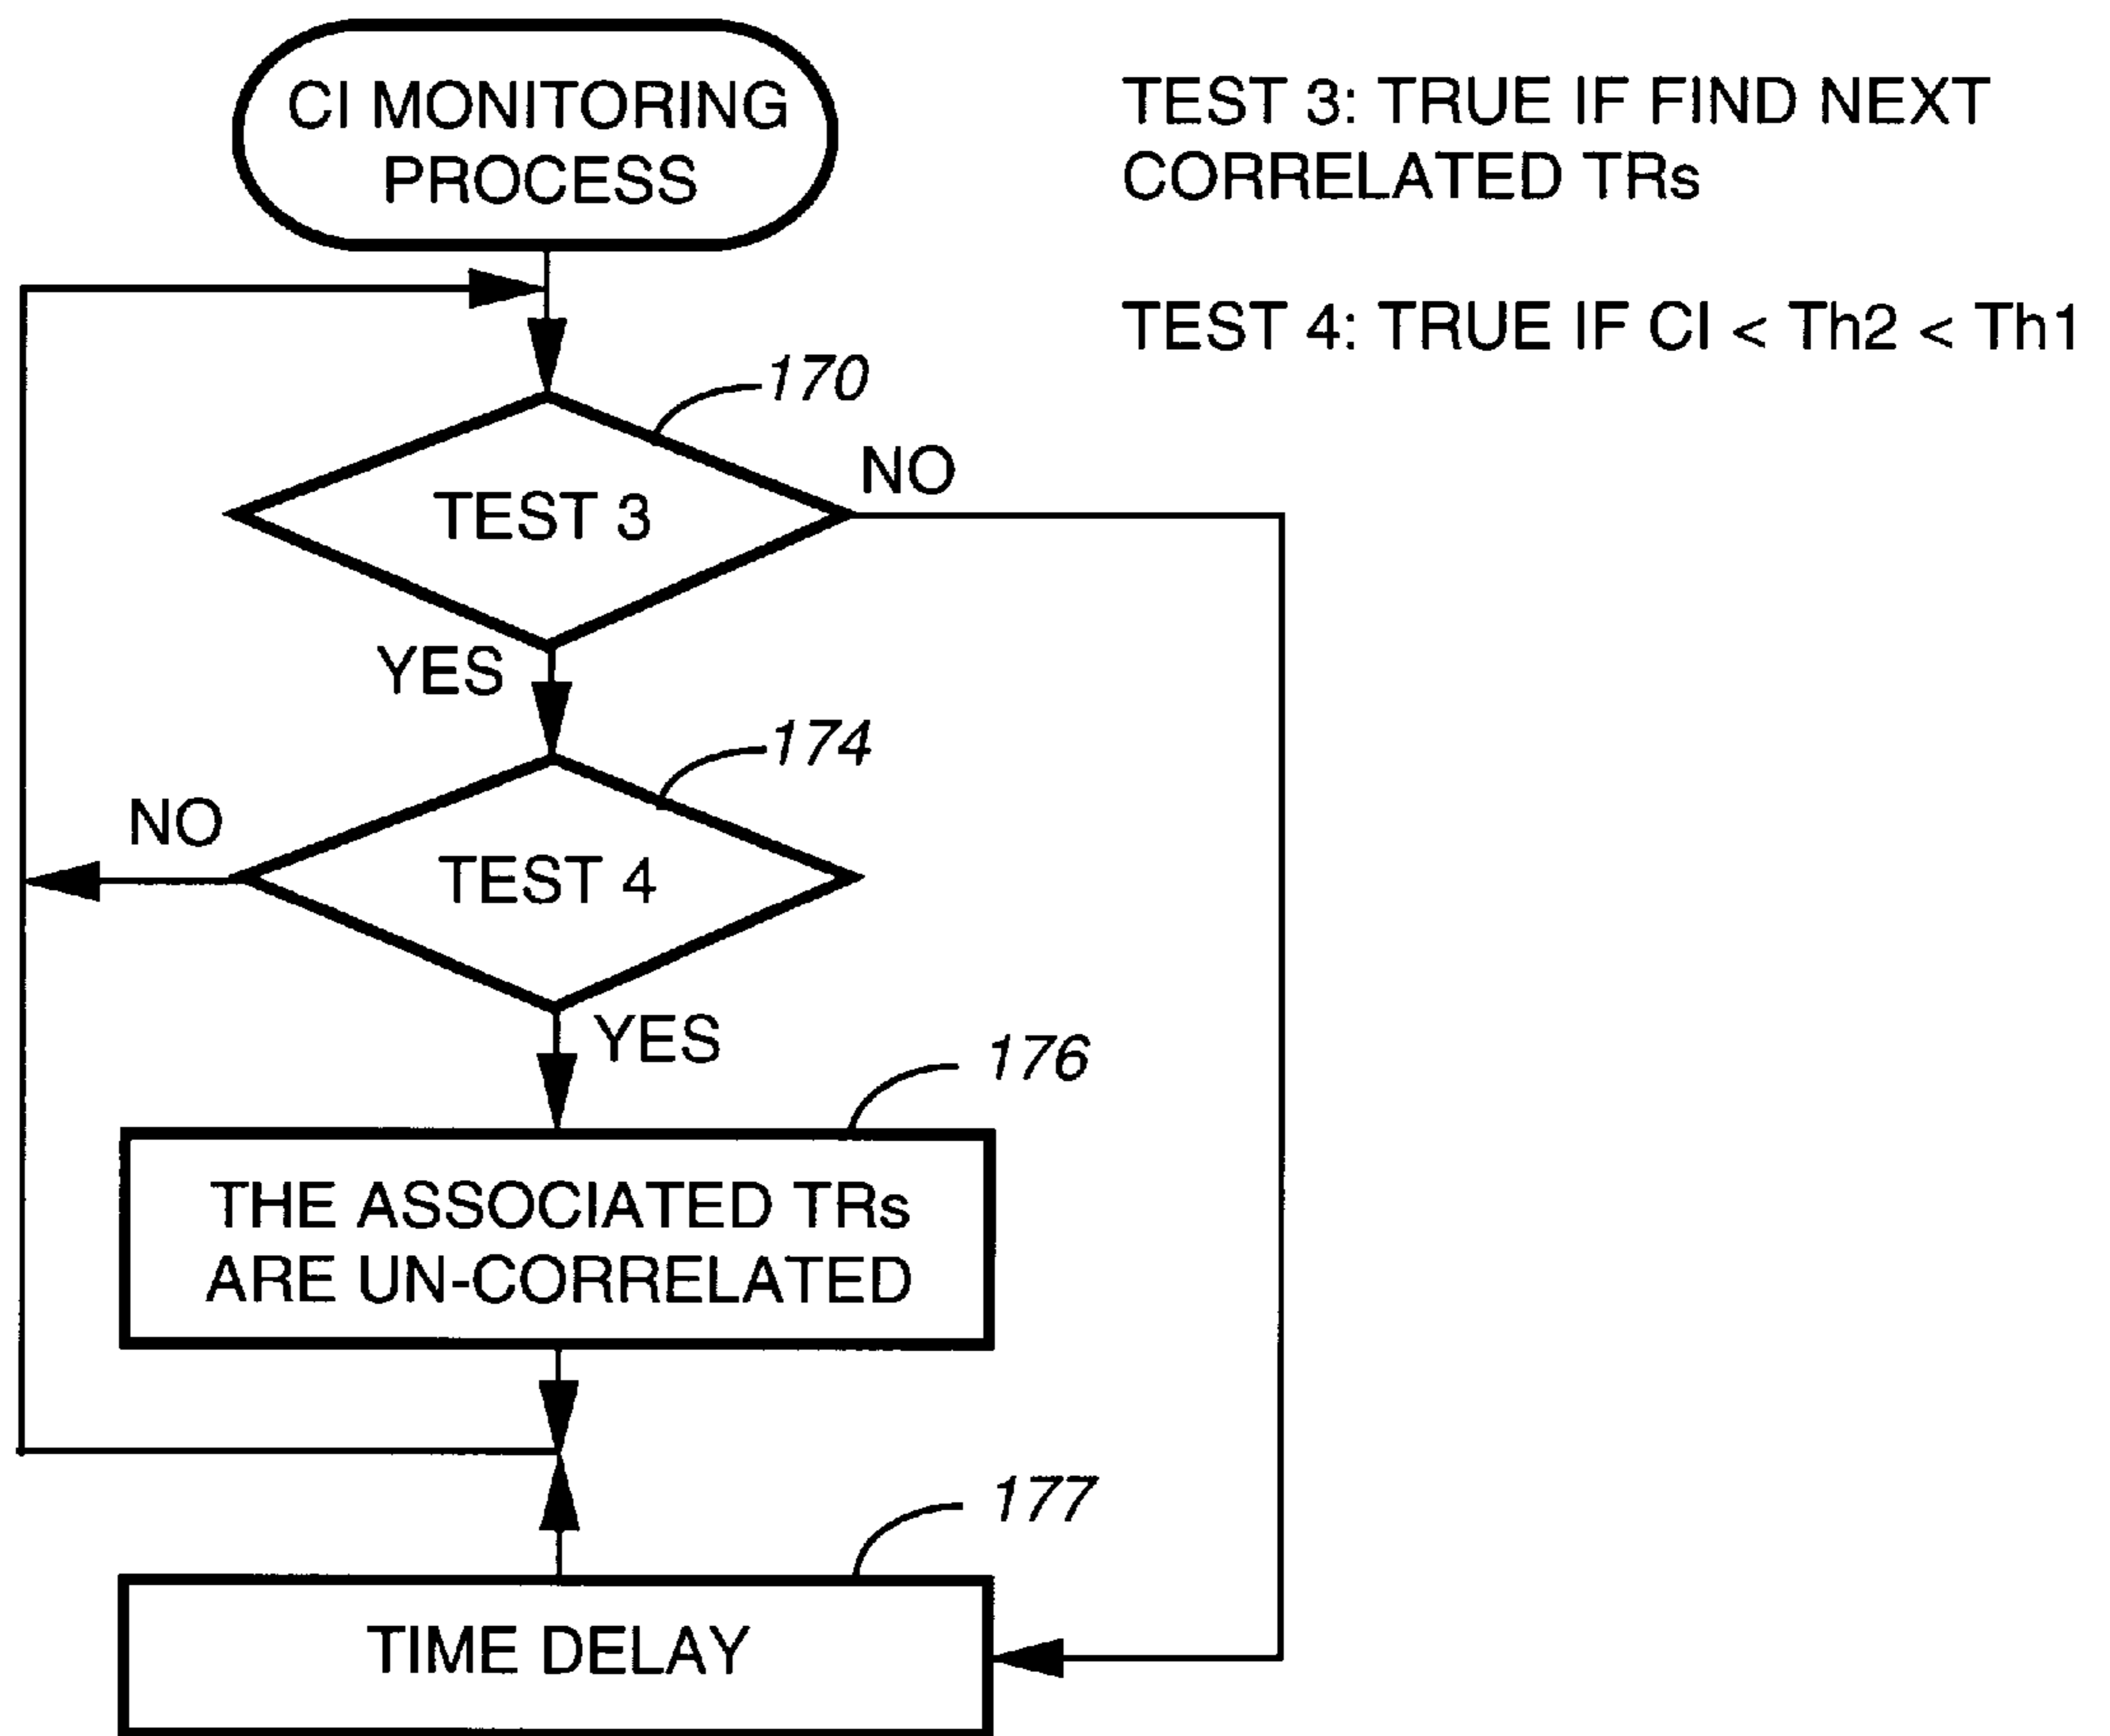 CI MONITORING
PROCESS
TEST 3: TRUE IF FIND NEXT
CORRELATED TRs
TEST 4: TRUE IF CI < Th2 < Th1
170
NO
TEST 3
YES
174
NO
TEST 4
YES
176
THE ASSOCIATED TRs
ARE UN-CORRELATED
177
TIME DELAY